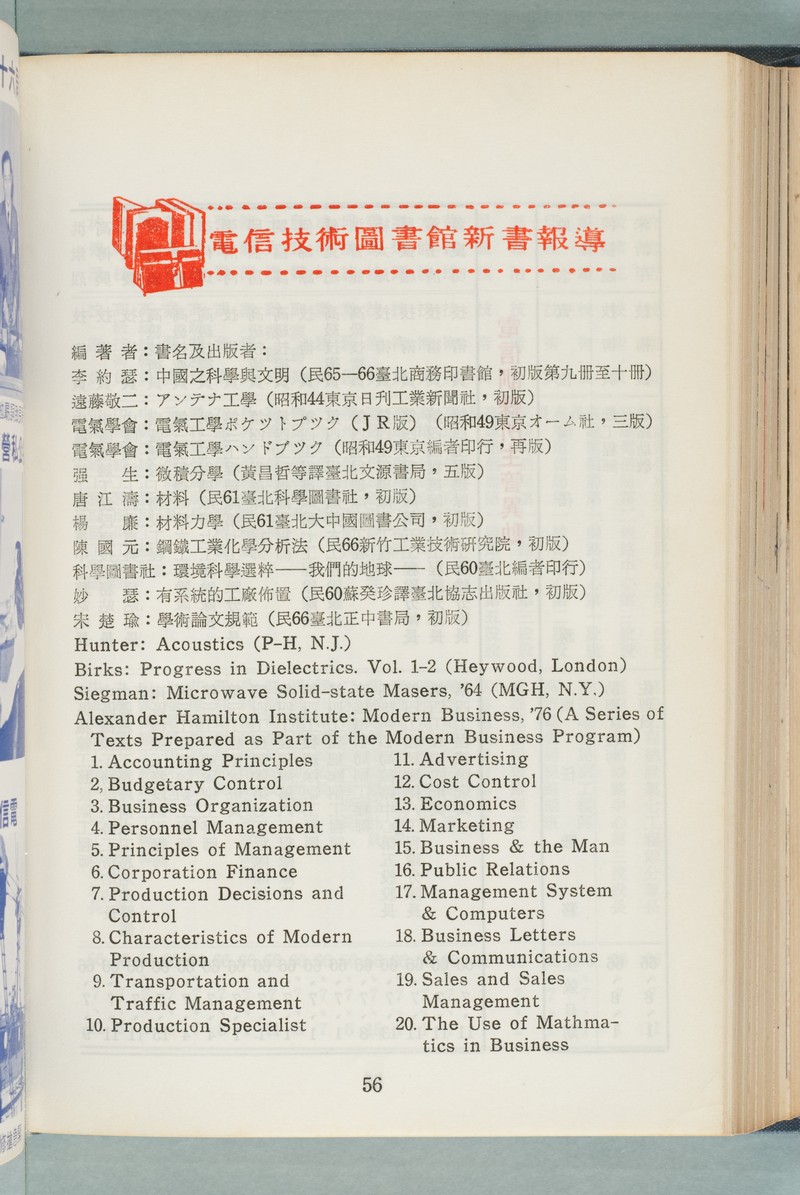 電信技術圖書館新書報導
編著者：書名及出版者：
李約瑟：中國之科學與文明（民65—66臺北商務印書館，初版第九冊至十冊）
遠藤敬二：アンテナ工學（昭和44東京日刋工業新聞社，初版）
電氣學會：電氣工學ポケツトブツク（ＪＲ版）（昭和49東京オーム社，三版）
電氣學會：電氣工學ハンドブツク（昭和49東京編者印行，再版）
强　生：微積分學（黃昌哲等譯臺北文源書局，五版）
唐江濤：材料（民61臺北科學圖書社，初版）
楊　廉：材料力學（民61臺北大中國圖書公司，初版）
陳國元：鋼鐵工業化學分析法（民66新竹工業技術研究院，初版）
科學圖書社：環境科學選粹——我們的地球——（民60臺北編者印行）
妙　瑟：有系統的工廠佈置（民60蘇癸珍譯臺北協志出版社，初版）
宋楚瑜：學術論文規範（民66臺北正中書局，初版）
Hunter: Acoustics (P-H, N.J.)
Birks: Progress in Dielectrics. Vol. 1-2 (Heywood, London)
Siegman: Microwave Solid-state Masers, ’64 (MGH, N.Y.)
Alexander Hamilton Institute: Modern Business, ’76 (A Series of
Texts Prepared as Part of the Modern Business Program)
1. Accounting Principles
2, Budgetary Control
3. Business Organization
4. Personnel Management
5. Principles of Management
6. Corporation Finance
7. Production Decisions and
Control
8. Characteristics of Modern
Production
9. Transportation and
Traffic Management
10. Production Specialist
11. Advertising
12. Cost Control
13. Economics
14. Marketing
15. Business & the Man
16. Public Relations
17. Management System
& Computers
18. Business Letters
& Communications
19. Sales and Sales
Management
20. The Use of Mathma-
tics in Business
56